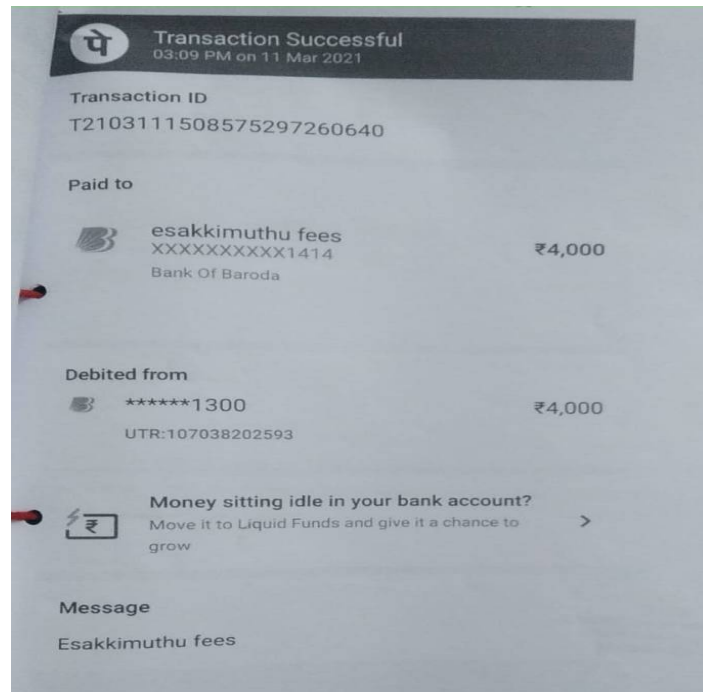 पे
Transaction Successful
03:09 PM on 11 Mar 2021
Transaction ID
T2103111508575297260640
Paid to
esakkimuthu fees
₹4,000
XXXXXXXXXX1414
Bank Of Baroda
Debited from
******1300
₹4,000
UTR:107038202593
Money sitting idle in your bank account?
₹
Move it to Liquid Funds and give it a chance to
>
grow
Message
Esakkimuthu fees